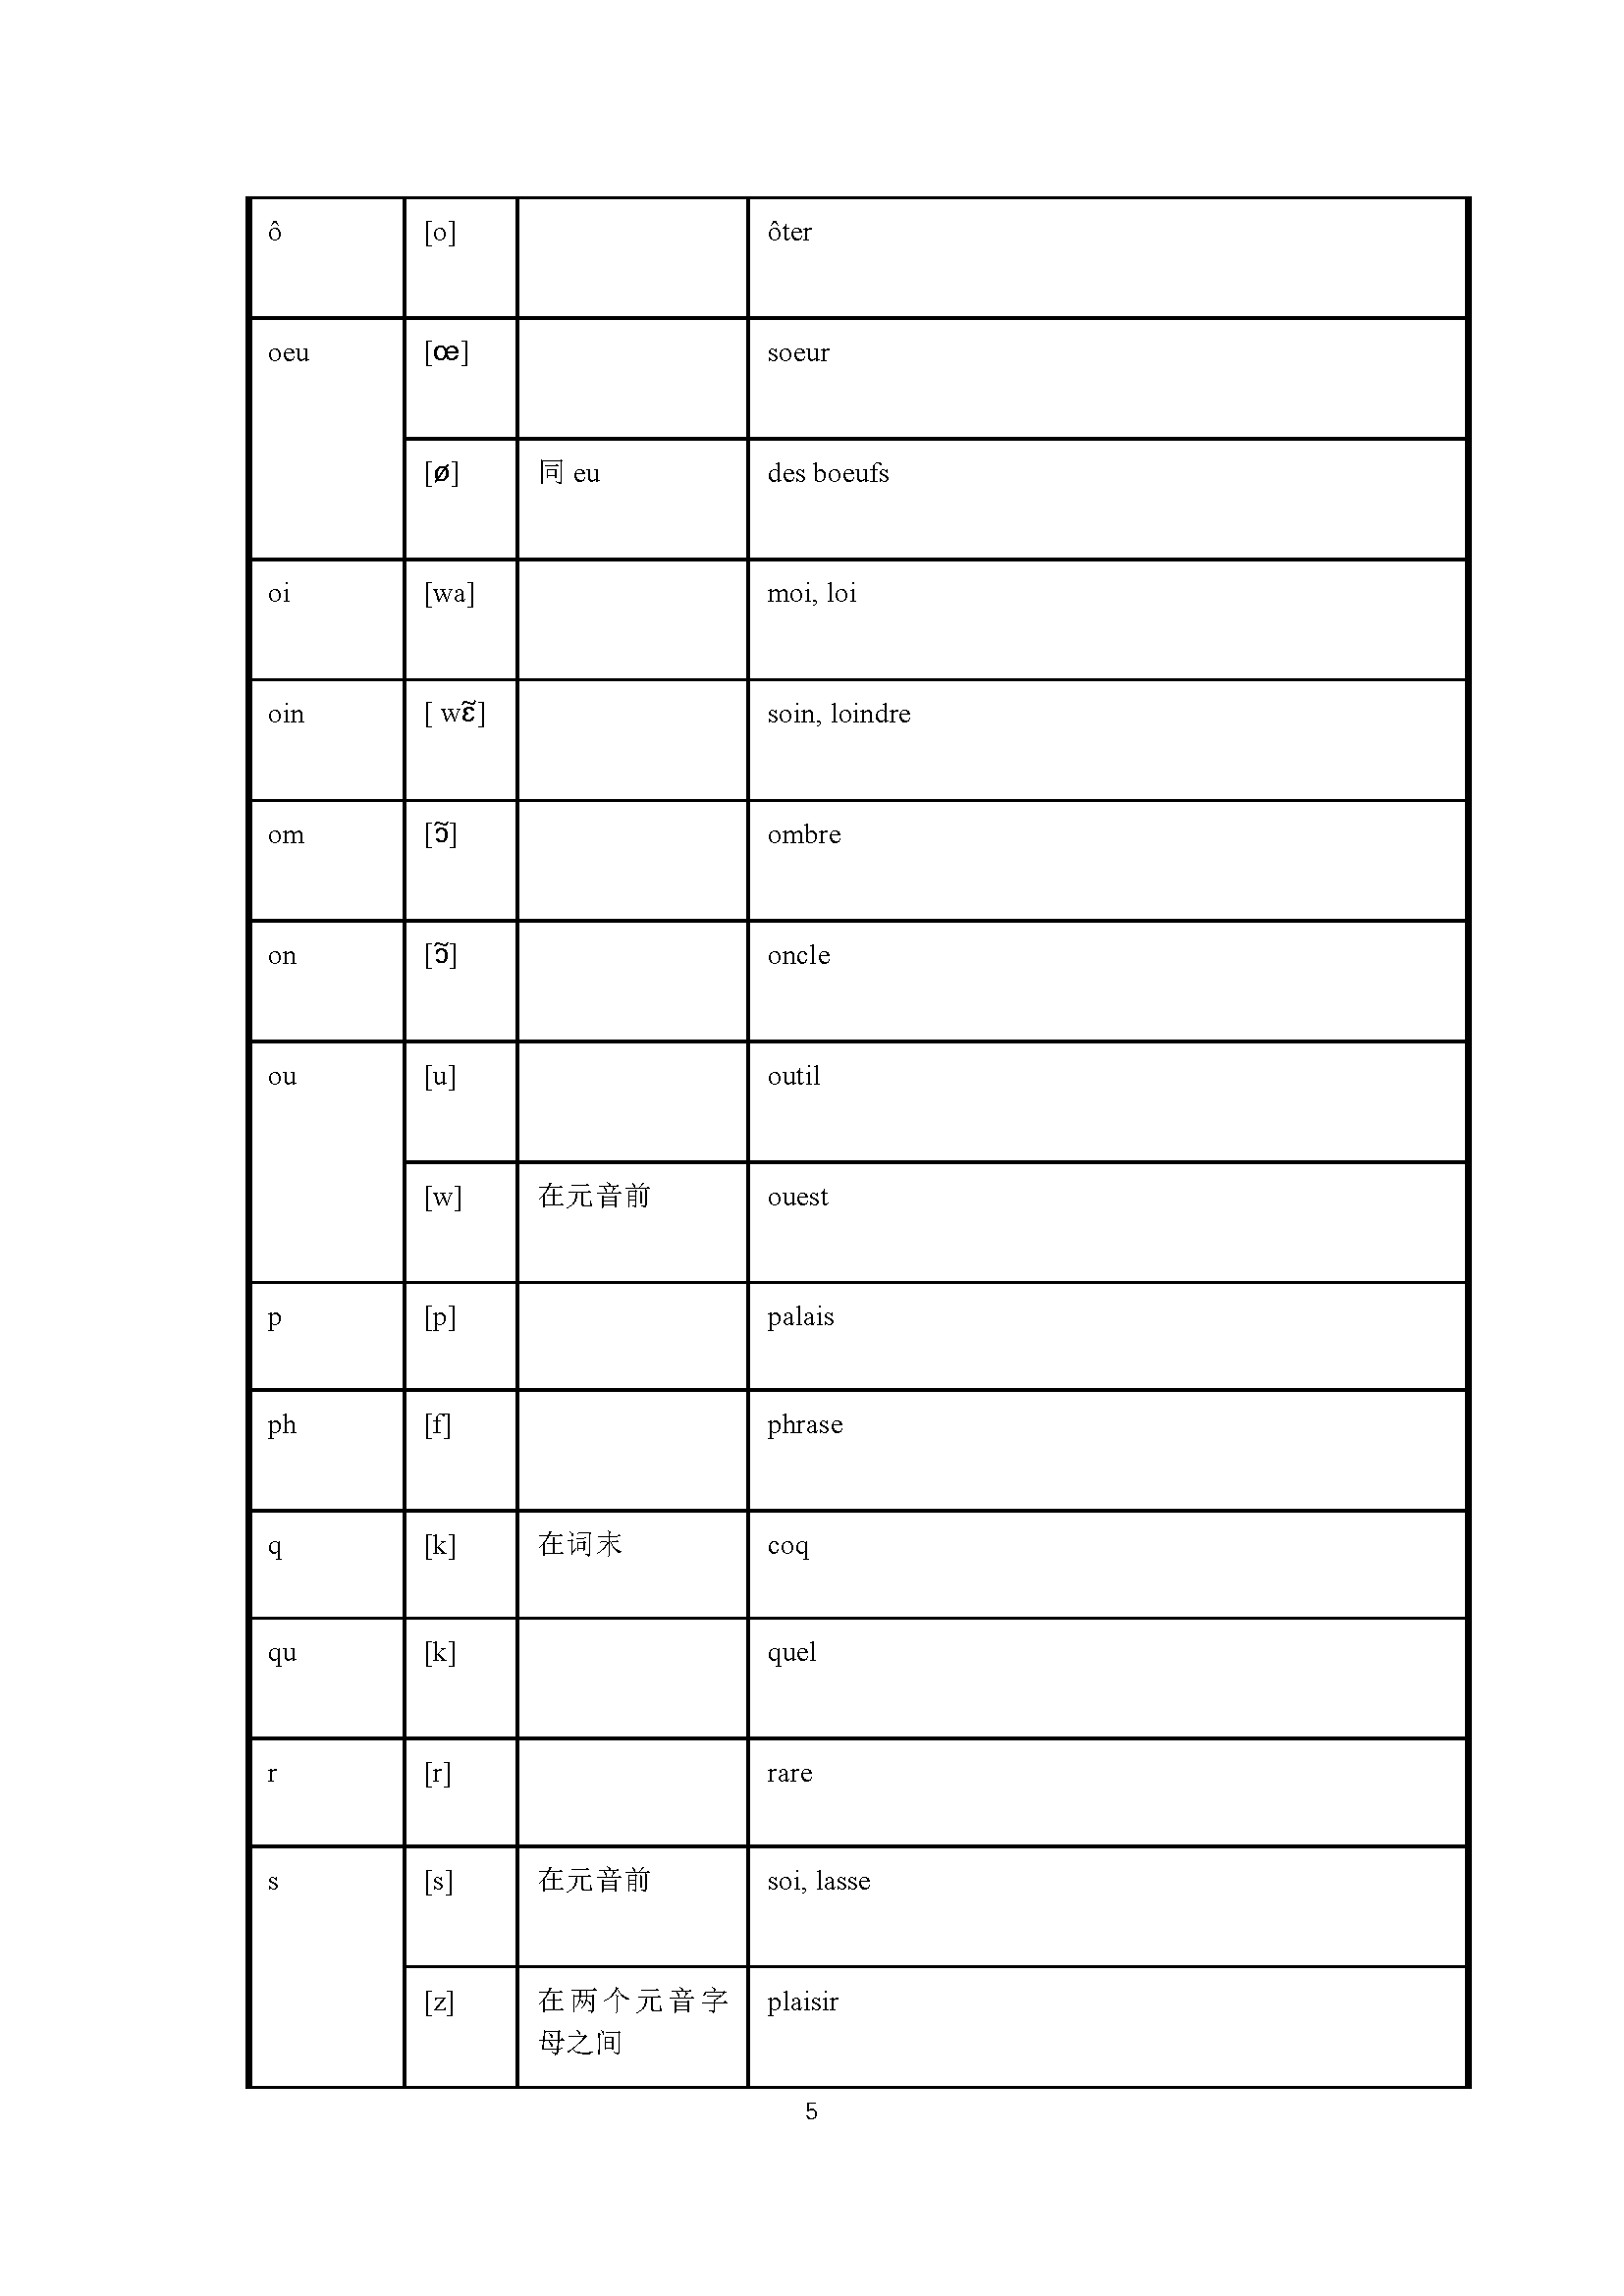 ô [o] ôter
oeu [œ] soeur
[ø] 同 eu des boeufs
oi [wa] moi, loi
oin [ wɛ̃] soin, loindre
om [ɔ̃] ombre
on [ɔ̃] oncle
ou [u] outil
[w] 在元音前 ouest
p [p] palais
ph [f] phrase
q [k] 在词末 coq
qu [k] quel
r [r] rare
s [s] 在元音前 soi, lasse
[z] 在两个元音字 plaisir
母之间
5